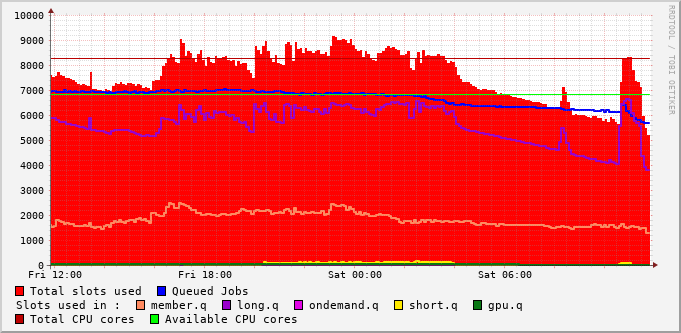 10000
9000
8000
7000
6000
5000
4000
3000
2000
1000
0
Fri 12:00 Fri 18:00 Sat 00:00 Sat 06:00
Total slots used Queued Jobs
Slots used in : member.q long.q ondemand.q short.q gpu.q
Total CPU cores Available CPU cores
RRDTOOL / TOBI OETIKER